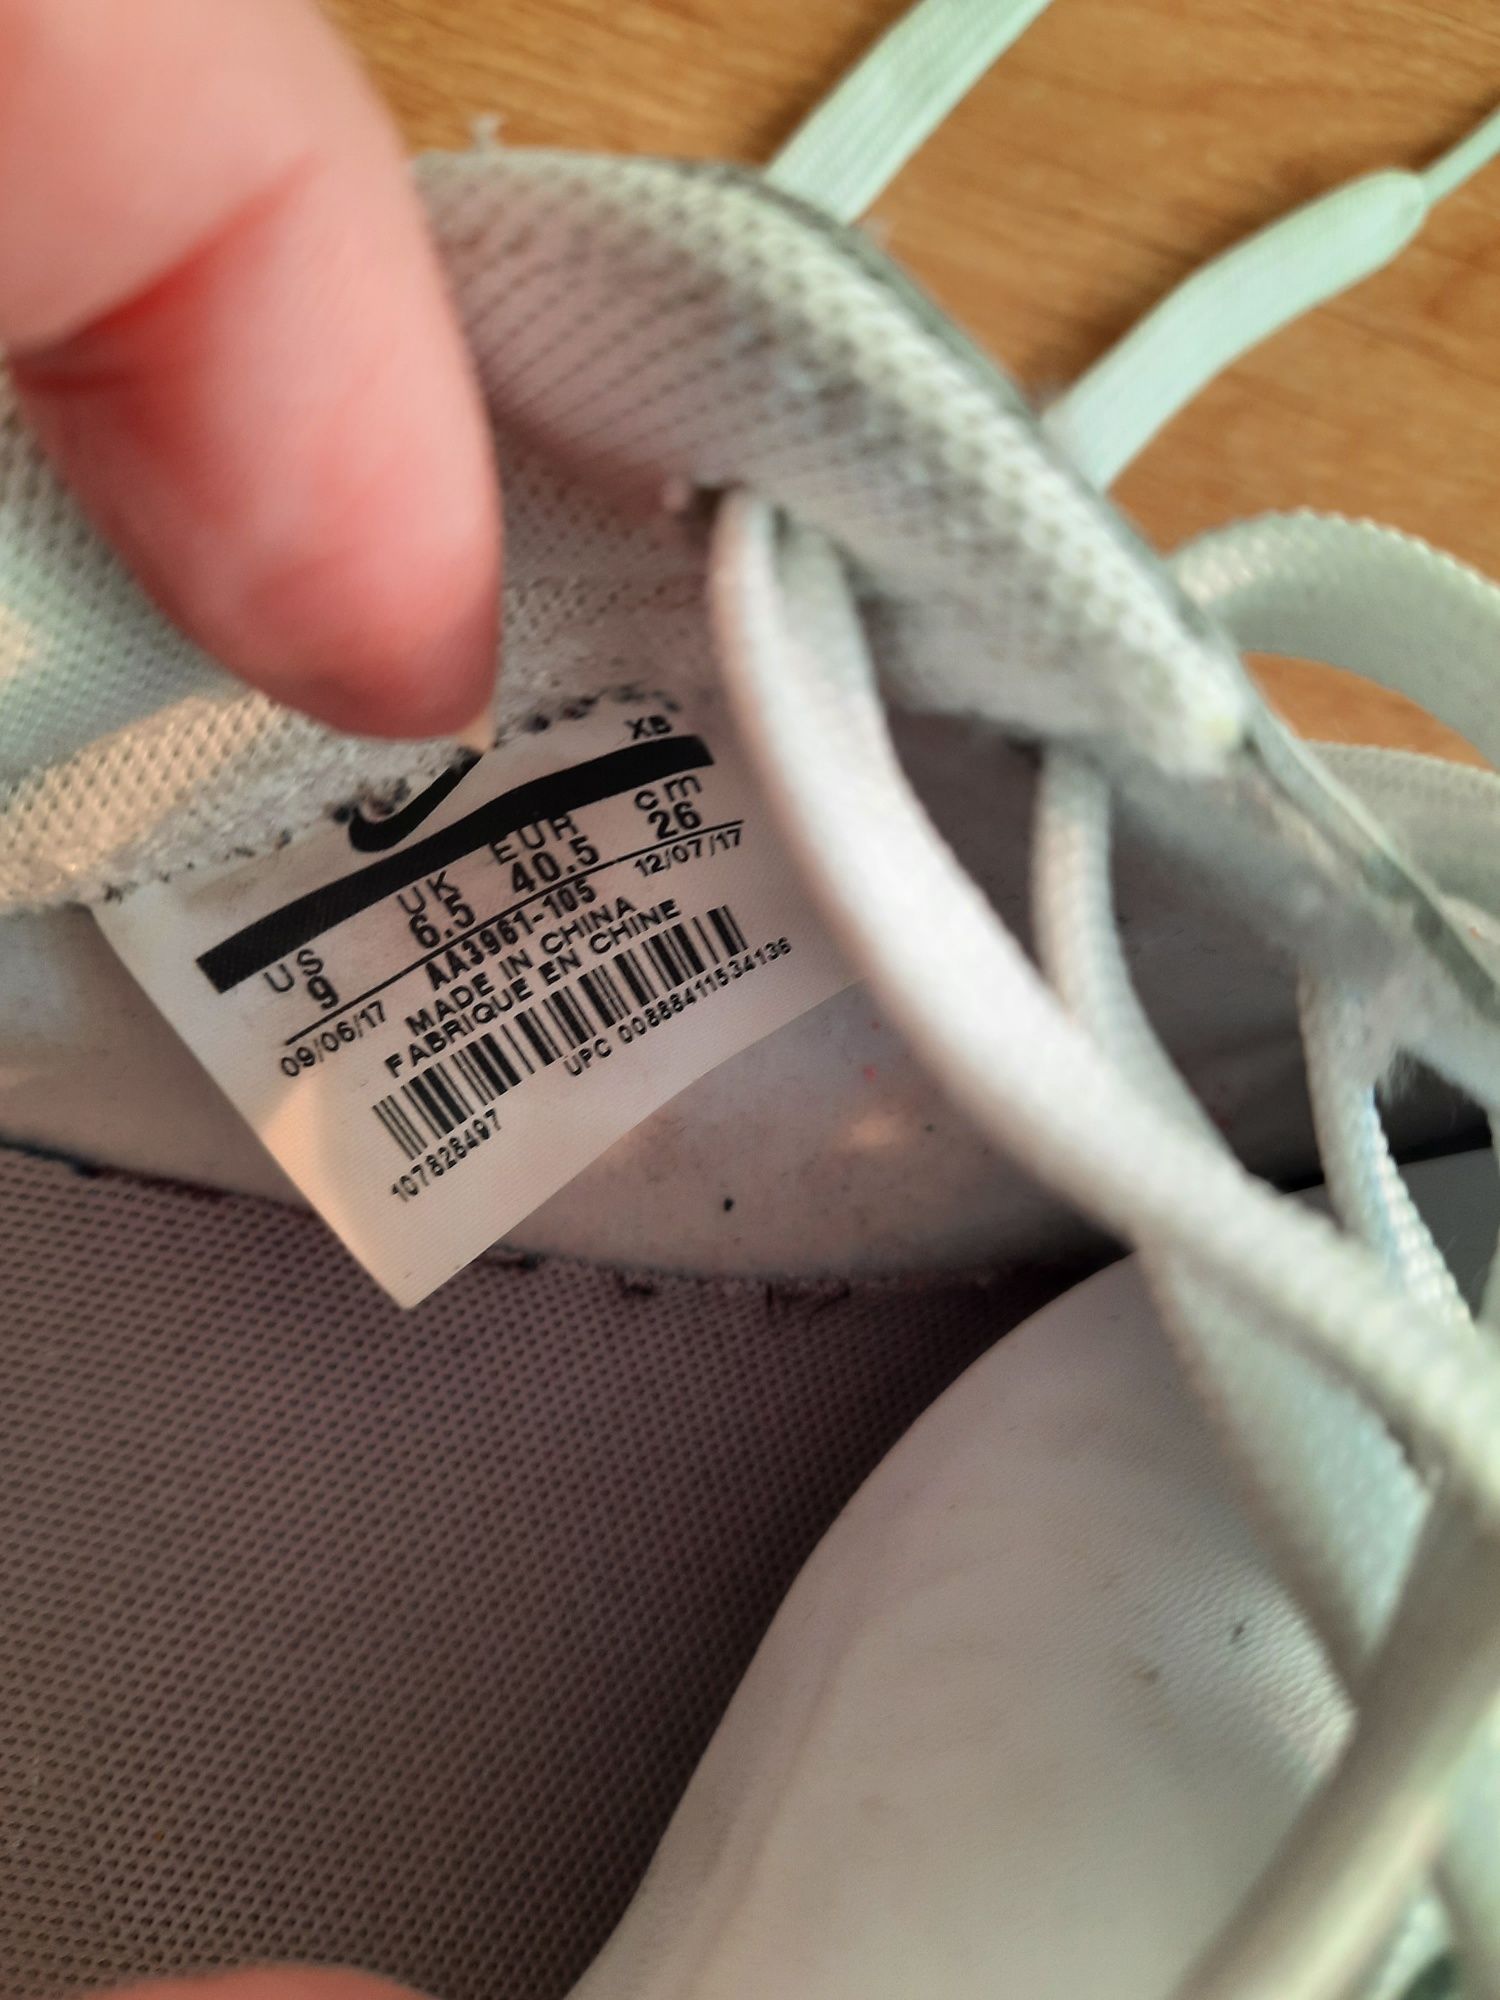 XB
US UK EUR cm
9 6.5 40.5 26
09/06/17 AA3961-105 12/07/17
MADE IN CHINA
FABRIQUE EN CHINE
UPC 00888411534136
107828497